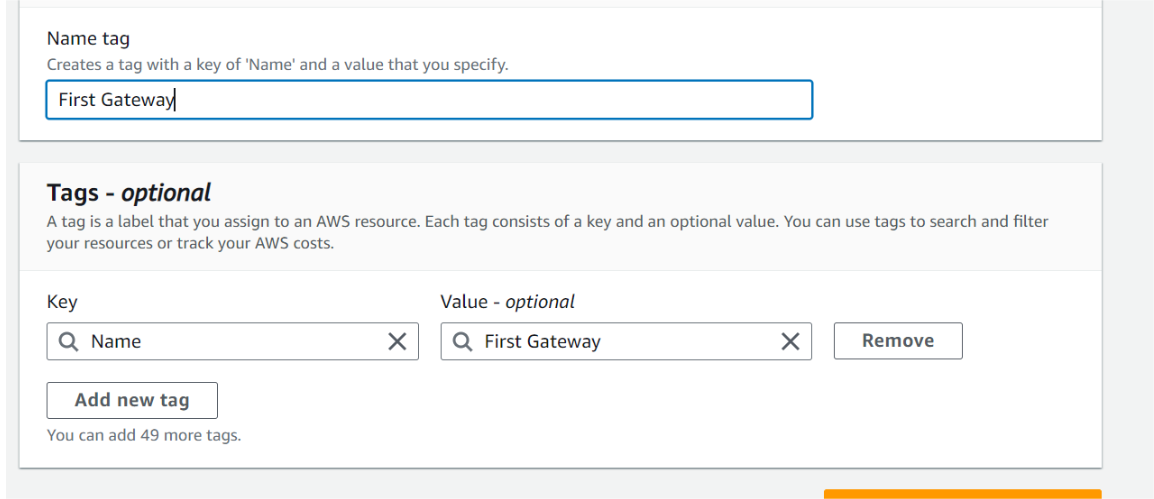 Name tag
Creates a tag with a key of 'Name' and a value that you specify.
First Gateway
Tags - optional
A tag is a label that you assign to an AWS resource. Each tag consists of a key and an optional value. You can use tags to search and filter
your resources or track your AWS costs.
Key
Value - optional
Name
First Gateway
Remove
Add new tag
You can add 49 more tags.